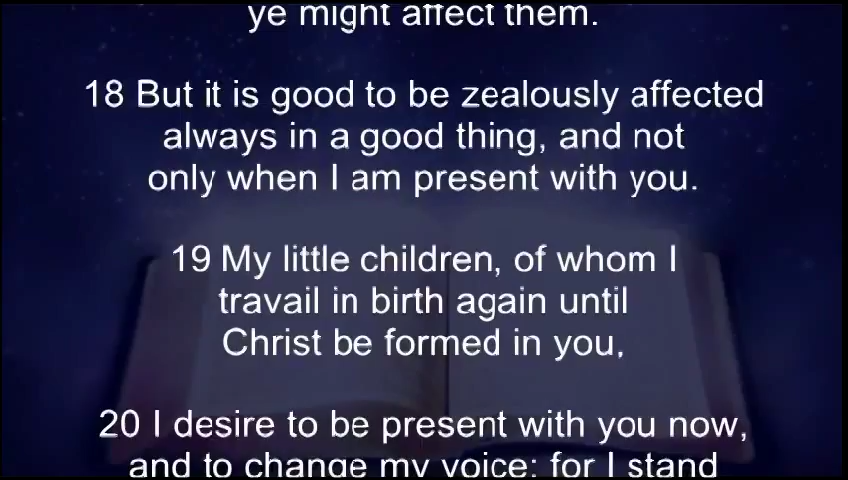 ye might affect them.
18 But it is good to be zealously affected
always in a good thing, and not
only when I am present with you.
19 My little children, of whom I
travail in birth again until
Christ be formed in you,
20 I desire to be present with you now,
and to change my voice; for I stand